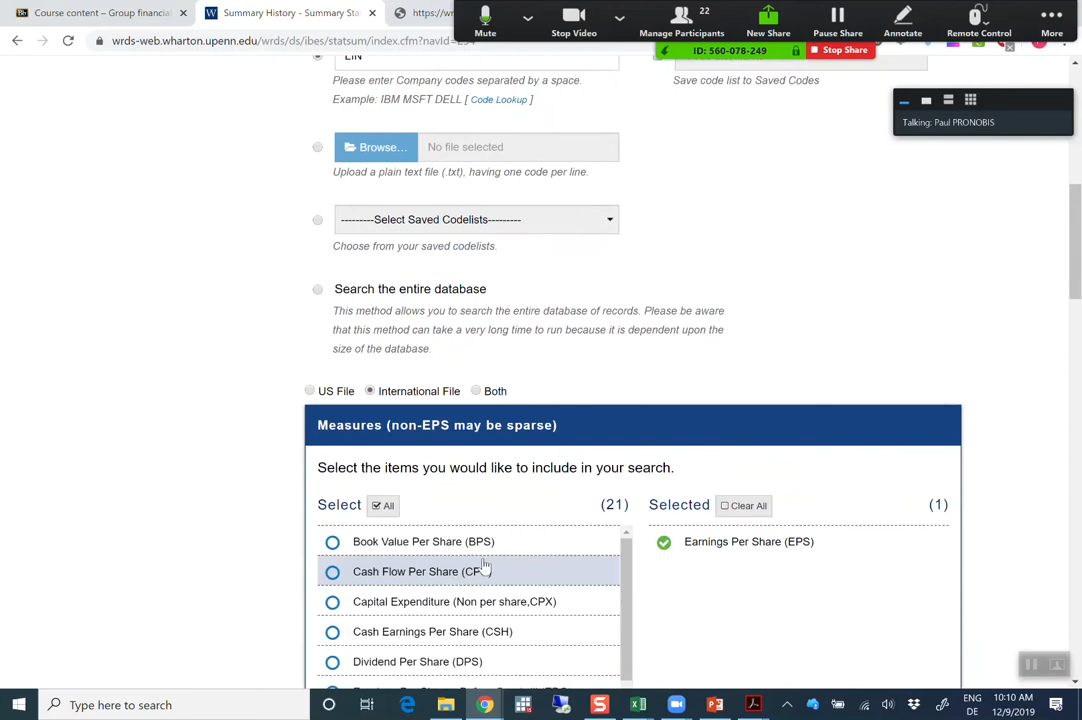 Course content – Group financial
Summary History - Summary Sta
https://w
Mute
Stop Video
22
Manage Participants
New Share
Pause Share
Annotate
Remote Control
More
wrds-web.wharton.upenn.edu/wrds/ds/ibes/statsum/index.cfm?navId=
ID: 560-078-249
Stop Share
LIN
Please enter Company codes separated by a space.
Save code list to Saved Codes
Example: IBM MSFT DELL [ Code Lookup ]
Talking: Paul PRONOBIS
Browse...
No file selected
Upload a plain text file (.txt), having one code per line.
---------Select Saved Codelists---------
Choose from your saved codelists.
Search the entire database
This method allows you to search the entire database of records. Please be aware
that this method can take a very long time to run because it is dependent upon the
size of the database.
US File
International File
Both
Measures (non-EPS may be sparse)
Select the items you would like to include in your search.
Select
All
(21)
Selected
Clear All
(1)
Book Value Per Share (BPS)
Earnings Per Share (EPS)
Cash Flow Per Share (CP
Capital Expenditure (Non per share,CPX)
Cash Earnings Per Share (CSH)
Dividend Per Share (DPS)
Type here to search
ENG
DE
10:10 AM
12/9/2019